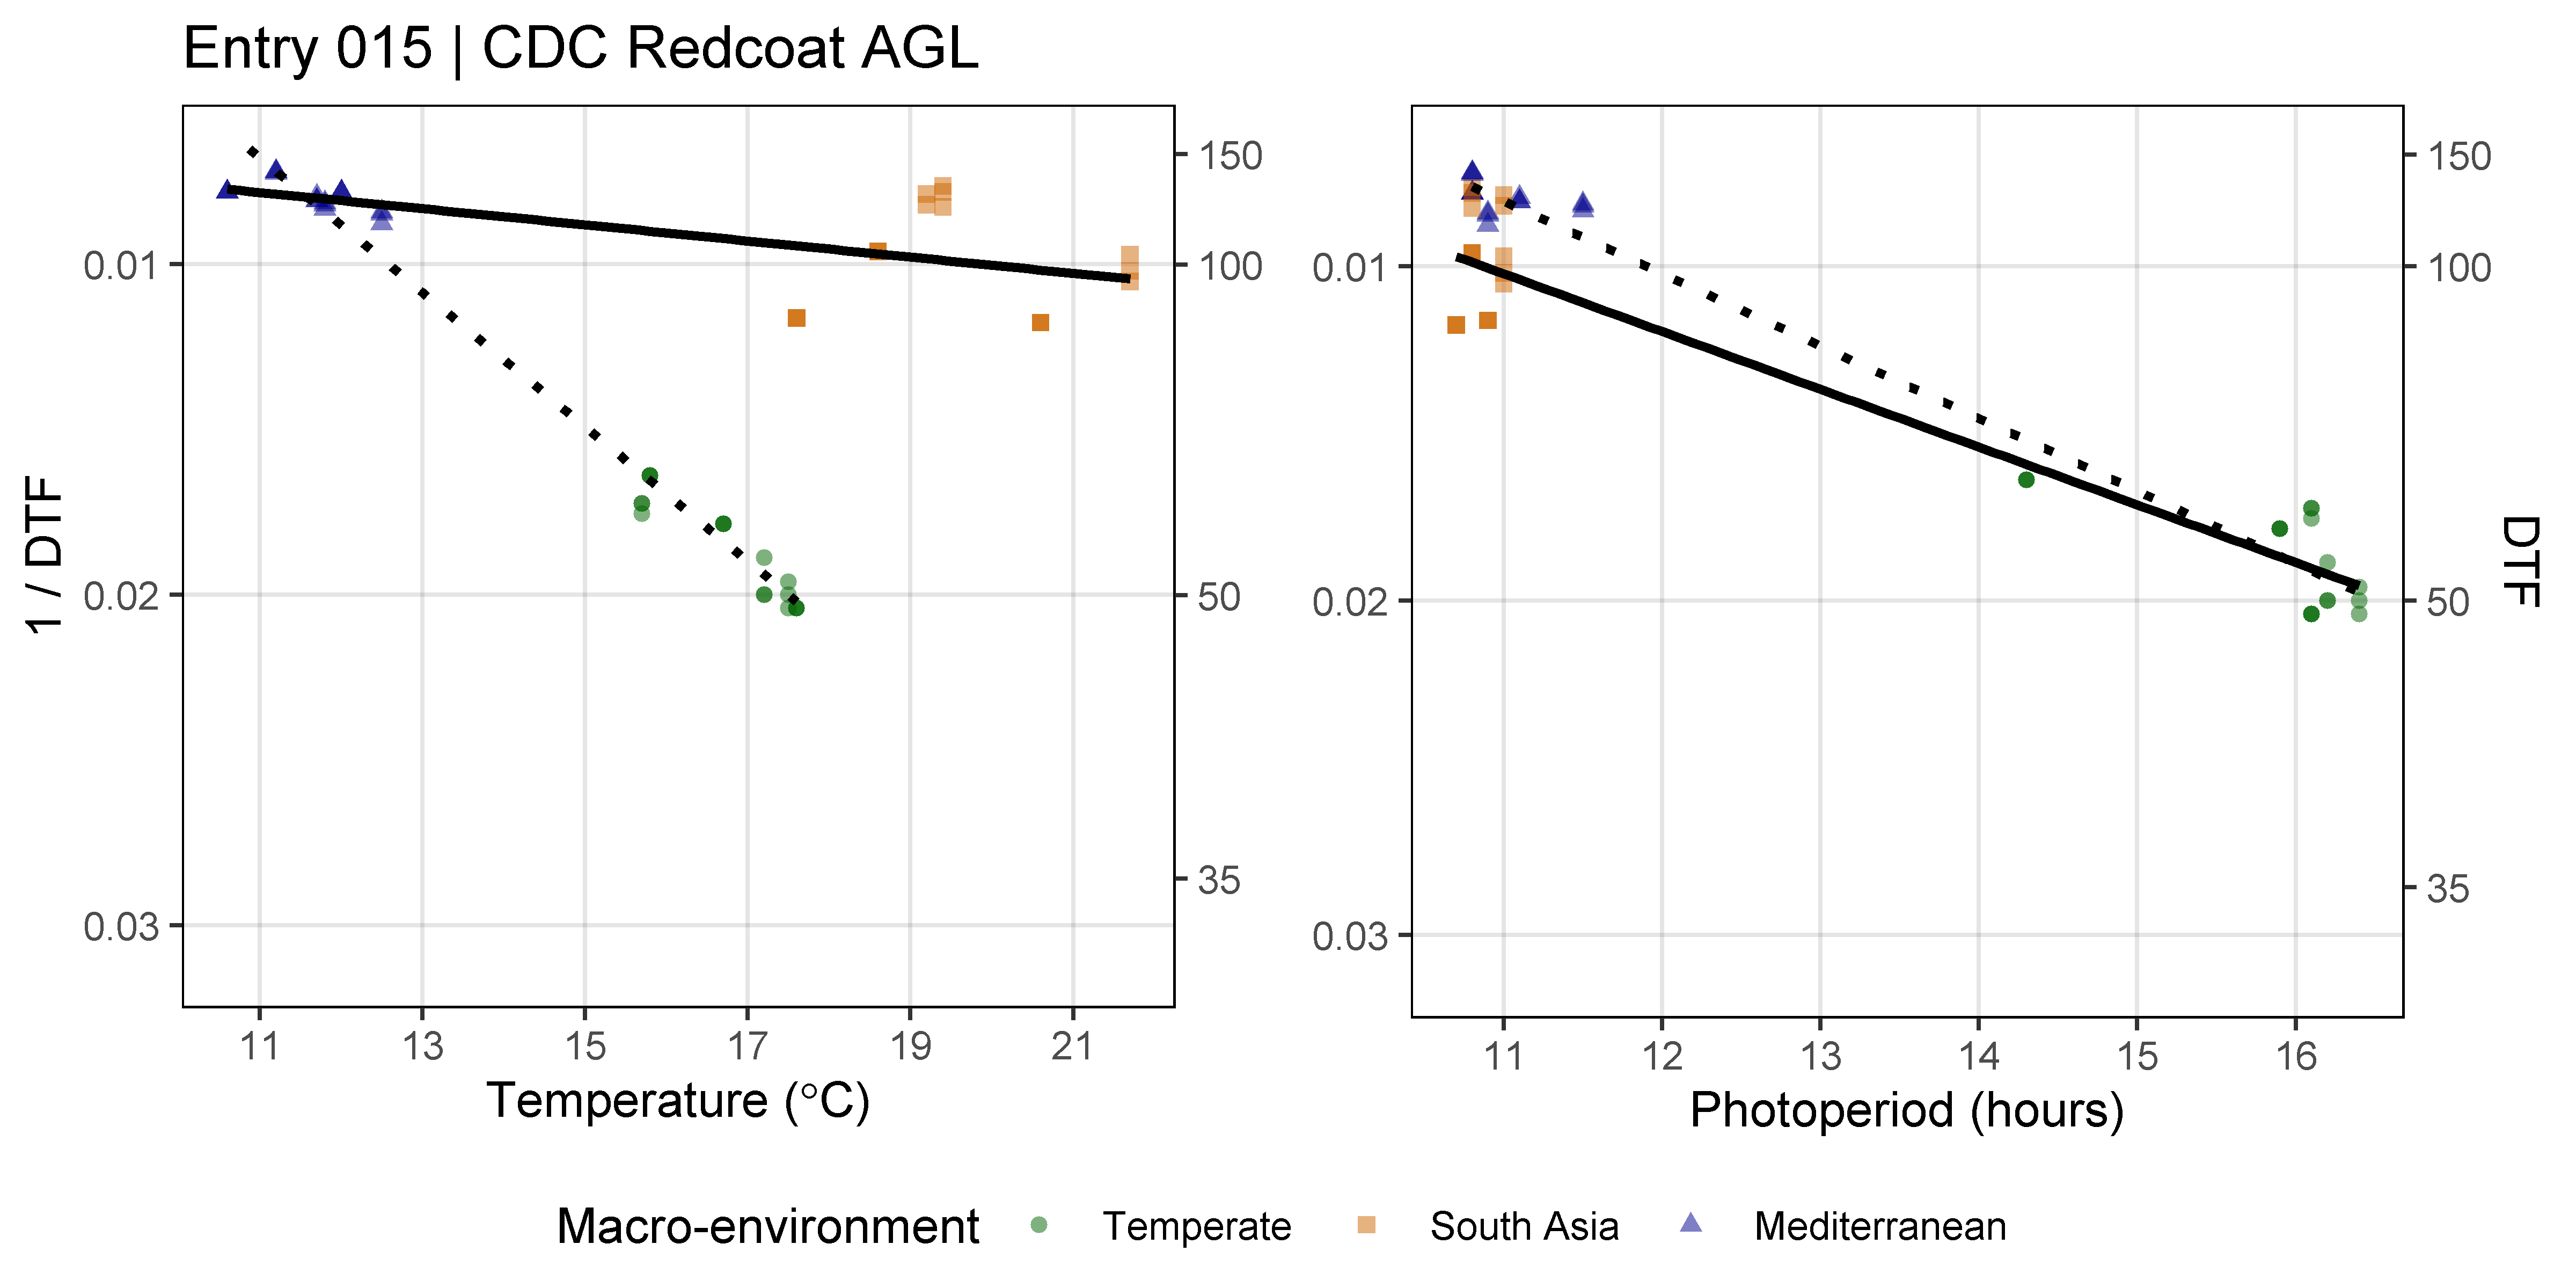 Entry 015 | CDC Redcoat AGL
1 / DTF
0.01
0.02
0.03
150
100
50
35
11 13 15 17 19 21
Temperature (°C)
0.01
0.02
0.03
150
100
50
35
DTF
11 12 13 14 15 16
Photoperiod (hours)
Macro-environment Temperate South Asia Mediterranean